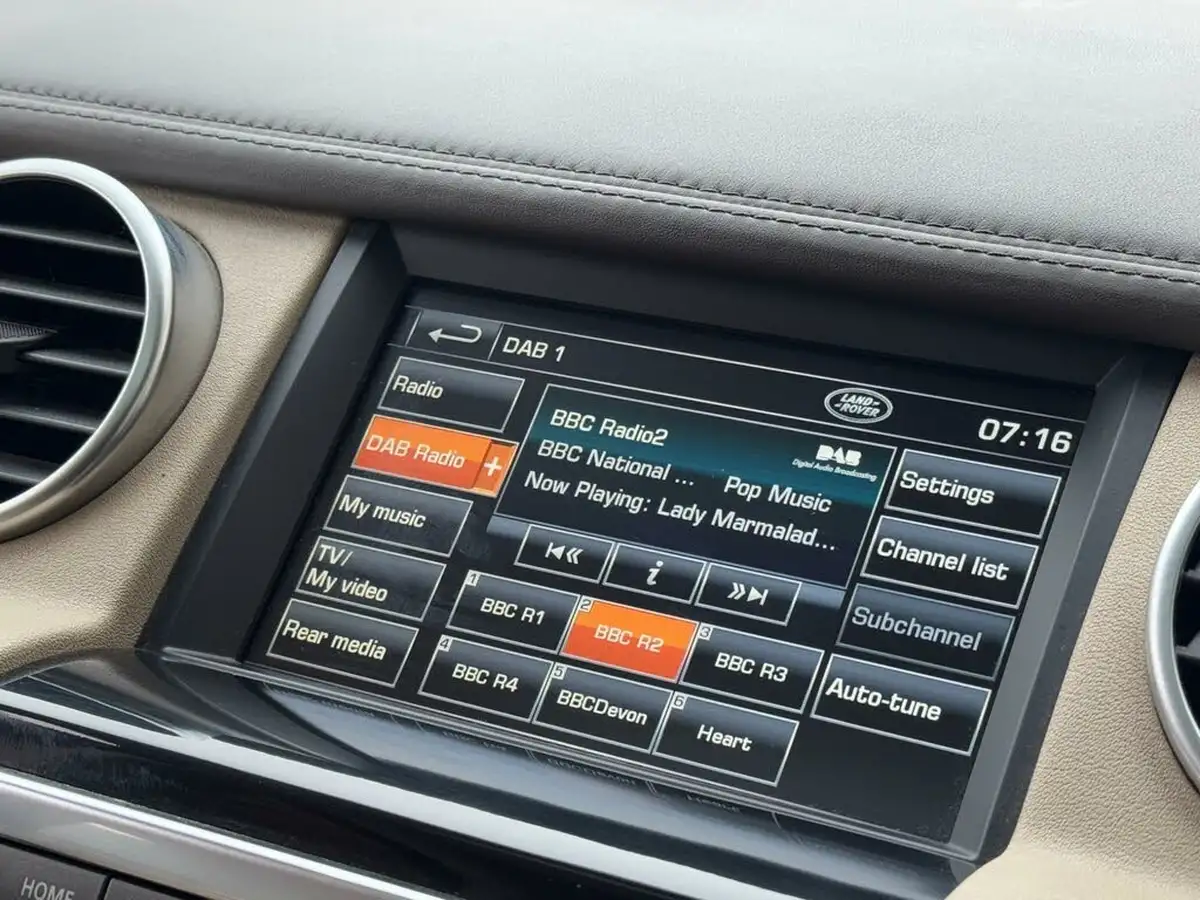 DAB 1
LAND-
-ROVER
07:16
Radio
DAB Radio +
My music
TV/
My video
Rear media
BBC Radio2
DAB
Digital Audio Broadcasting
BBC National ... Pop Music
Now Playing: Lady Marmalad...
i
1 BBC R1
2 BBC R2
3 BBC R3
4 BBC R4
5 BBCDevon
6 Heart
Settings
Channel list
Subchannel
Auto-tune
HOME